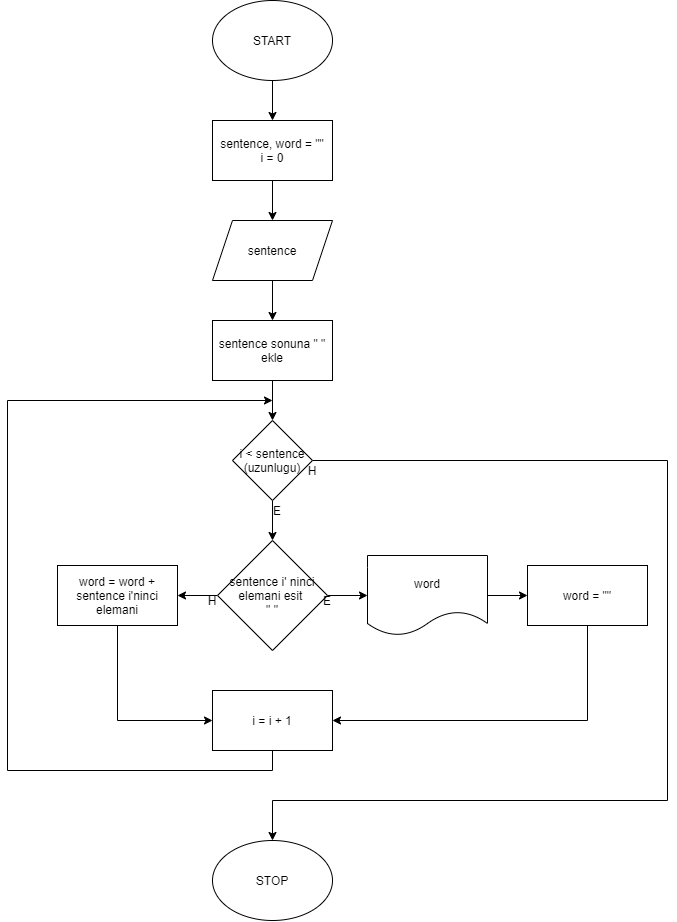 START
sentence, word = ""
i = 0
sentence
sentence sonuna " "
ekle
i < sentence
(uzunlugu)
H
E
word = word +
sentence i'ninci
elemani
H
sentence i' ninci
elemani esit
" "
E
word
word = ""
i = i + 1
STOP